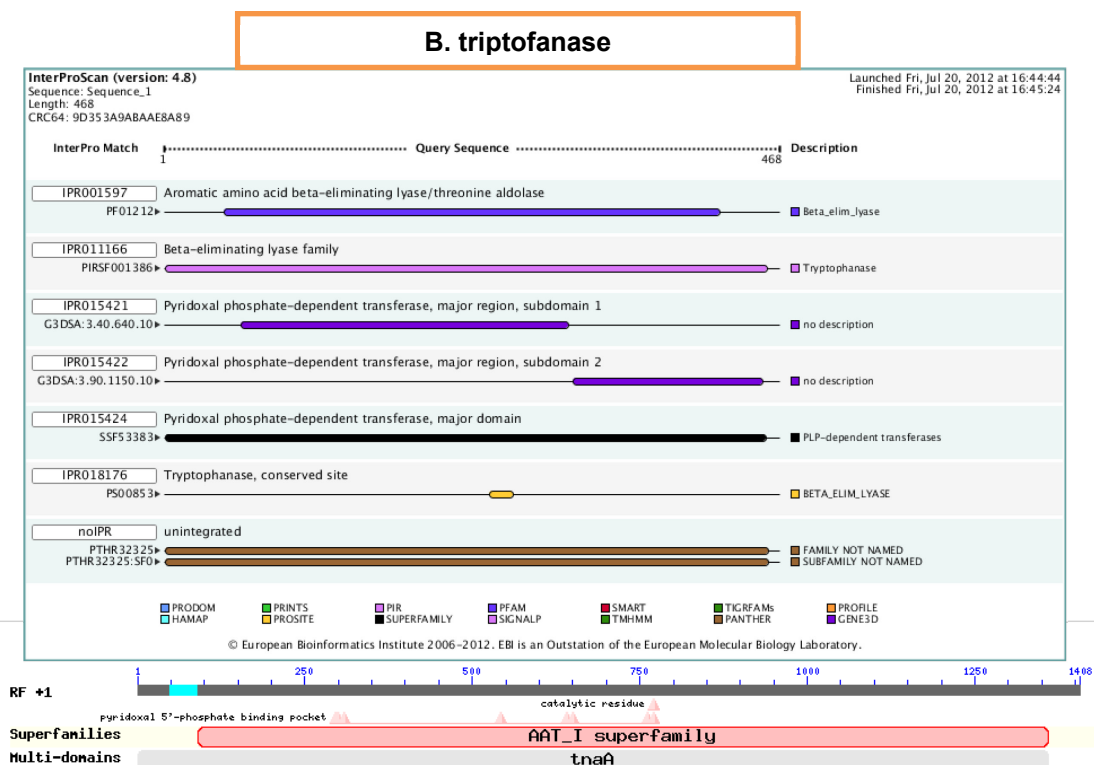 B. triptofanase
InterProScan (version: 4.8)
Sequence: Sequence_1
Length: 468
CRC64: 9D353A9ABAAE8A89
Launched Fri, Jul 20, 2012 at 16:44:44
Finished Fri, Jul 20, 2012 at 16:45:24
InterPro Match Query Sequence Description
1 468
IPR001597 Aromatic amino acid beta-eliminating lyase/threonine aldolase
PF01212 Beta_elim_lyase
IPR011166 Beta-eliminating lyase family
PIRSF001386 Tryptophanase
IPR015421 Pyridoxal phosphate-dependent transferase, major region, subdomain 1
G3DSA:3.40.640.10 no description
IPR015422 Pyridoxal phosphate-dependent transferase, major region, subdomain 2
G3DSA:3.90.1150.10 no description
IPR015424 Pyridoxal phosphate-dependent transferase, major domain
SSF53383 PLP-dependent transferases
IPR018176 Tryptophanase, conserved site
PS00853 BETA_ELIM_LYASE
noIPR unintegrated
PTHR32325 FAMILY NOT NAMED
PTHR32325:SF0 SUBFAMILY NOT NAMED
PRODOM PRINTS PIR PFAM SMART TIGRFAMs PROFILE
HAMAP PROSITE SUPERFAMILY SIGNALP TMHMM PANTHER GENE3D
© European Bioinformatics Institute 2006-2012. EBI is an Outstation of the European Molecular Biology Laboratory.
1 250 500 750 1000 1250 1408
RF +1
catalytic residue
pyridoxal 5'-phosphate binding pocket
Superfamilies AAT_I superfamily
Multi-domains tnaA